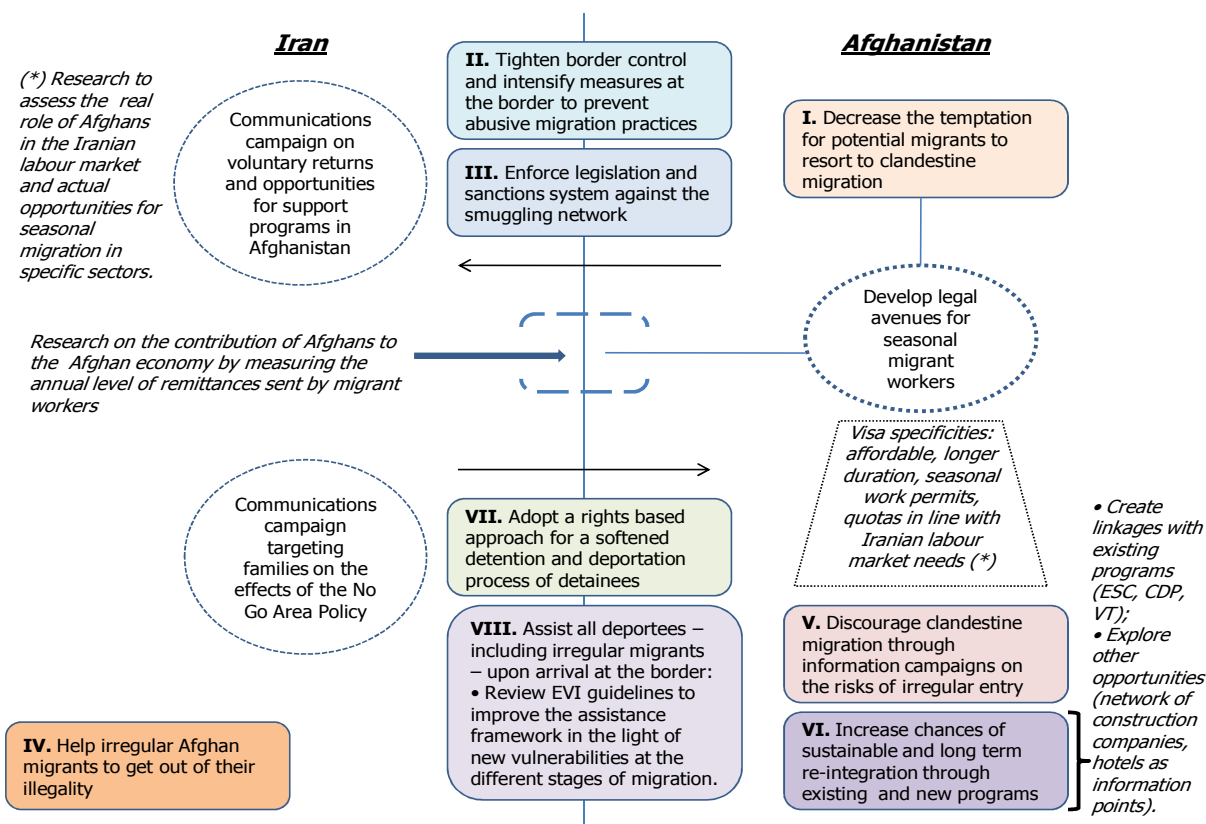 Iran
Afghanistan
(*) Research to
assess the real
role of Afghans
in the Iranian
labour market
and actual
opportunities for
seasonal
migration in
specific sectors.
Communications
campaign on
voluntary returns
and opportunities
for support
programs in
Afghanistan
II. Tighten border control
and intensify measures at
the border to prevent
abusive migration practices
III. Enforce legislation and
sanctions system against the
smuggling network
I. Decrease the temptation
for potential migrants to
resort to clandestine
migration
Develop legal
avenues for
seasonal
migrant
workers
Research on the contribution of Afghans to
the Afghan economy by measuring the
annual level of remittances sent by migrant
workers
Visa specificities:
affordable, longer
duration, seasonal
work permits,
quotas in line with
Iranian labour
market needs (*)
Communications
campaign
targeting
families on the
effects of the No
Go Area Policy
VII. Adopt a rights based
approach for a softened
detention and deportation
process of detainees
VIII. Assist all deportees –
including irregular migrants
– upon arrival at the border:
• Review EVI guidelines to
improve the assistance
framework in the light of
new vulnerabilities at the
different stages of migration.
V. Discourage clandestine
migration through
information campaigns on
the risks of irregular entry
VI. Increase chances of
sustainable and long term
re-integration through
existing and new programs
• Create
linkages with
existing
programs
(ESC, CDP,
VT);
• Explore
other
opportunities
(network of
construction
companies,
hotels as
information
points).
IV. Help irregular Afghan
migrants to get out of their
illegality